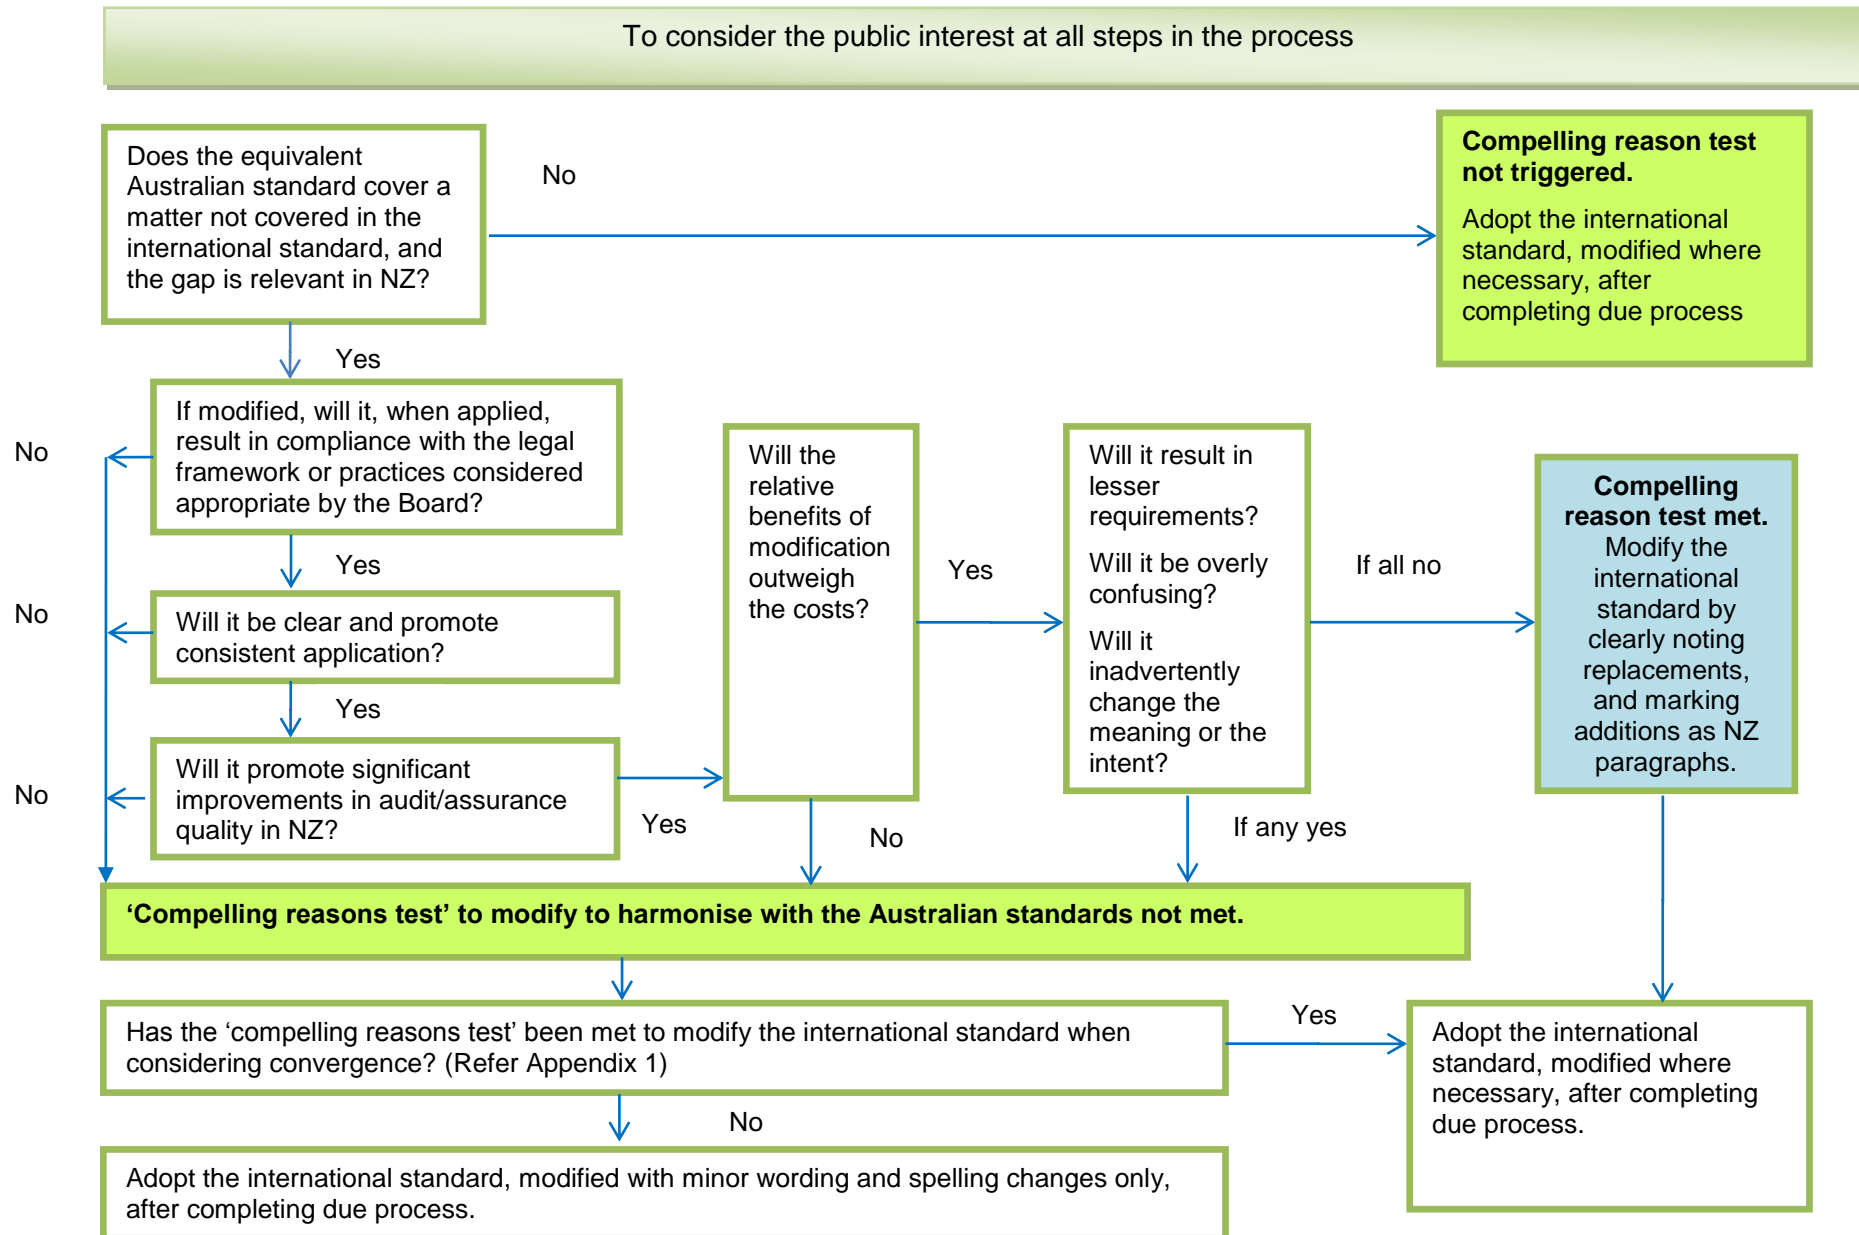 To consider the public interest at all steps in the process
Does the equivalent
Australian standard cover a
matter not covered in the
international standard, and
the gap is relevant in NZ?
No
Compelling reason test
not triggered.
Adopt the international
standard, modified where
necessary, after
completing due process
Yes
If modified, will it, when applied,
result in compliance with the legal
framework or practices considered
appropriate by the Board?
No
Yes
Will it be clear and promote
consistent application?
No
Yes
Will it promote significant
improvements in audit/assurance
quality in NZ?
No
Yes
Will the
relative
benefits of
modification
outweigh
the costs?
Yes
No
Will it result in
lesser
requirements?
Will it be overly
confusing?
Will it
inadvertently
change the
meaning or the
intent?
If all no
If any yes
Compelling
reason test met.
Modify the
international
standard by
clearly noting
replacements,
and marking
additions as NZ
paragraphs.
‘Compelling reasons test’ to modify to harmonise with the Australian standards not met.
Has the ‘compelling reasons test’ been met to modify the international standard when
considering convergence? (Refer Appendix 1)
Yes
Adopt the international
standard, modified where
necessary, after completing
due process.
No
Adopt the international standard, modified with minor wording and spelling changes only,
after completing due process.